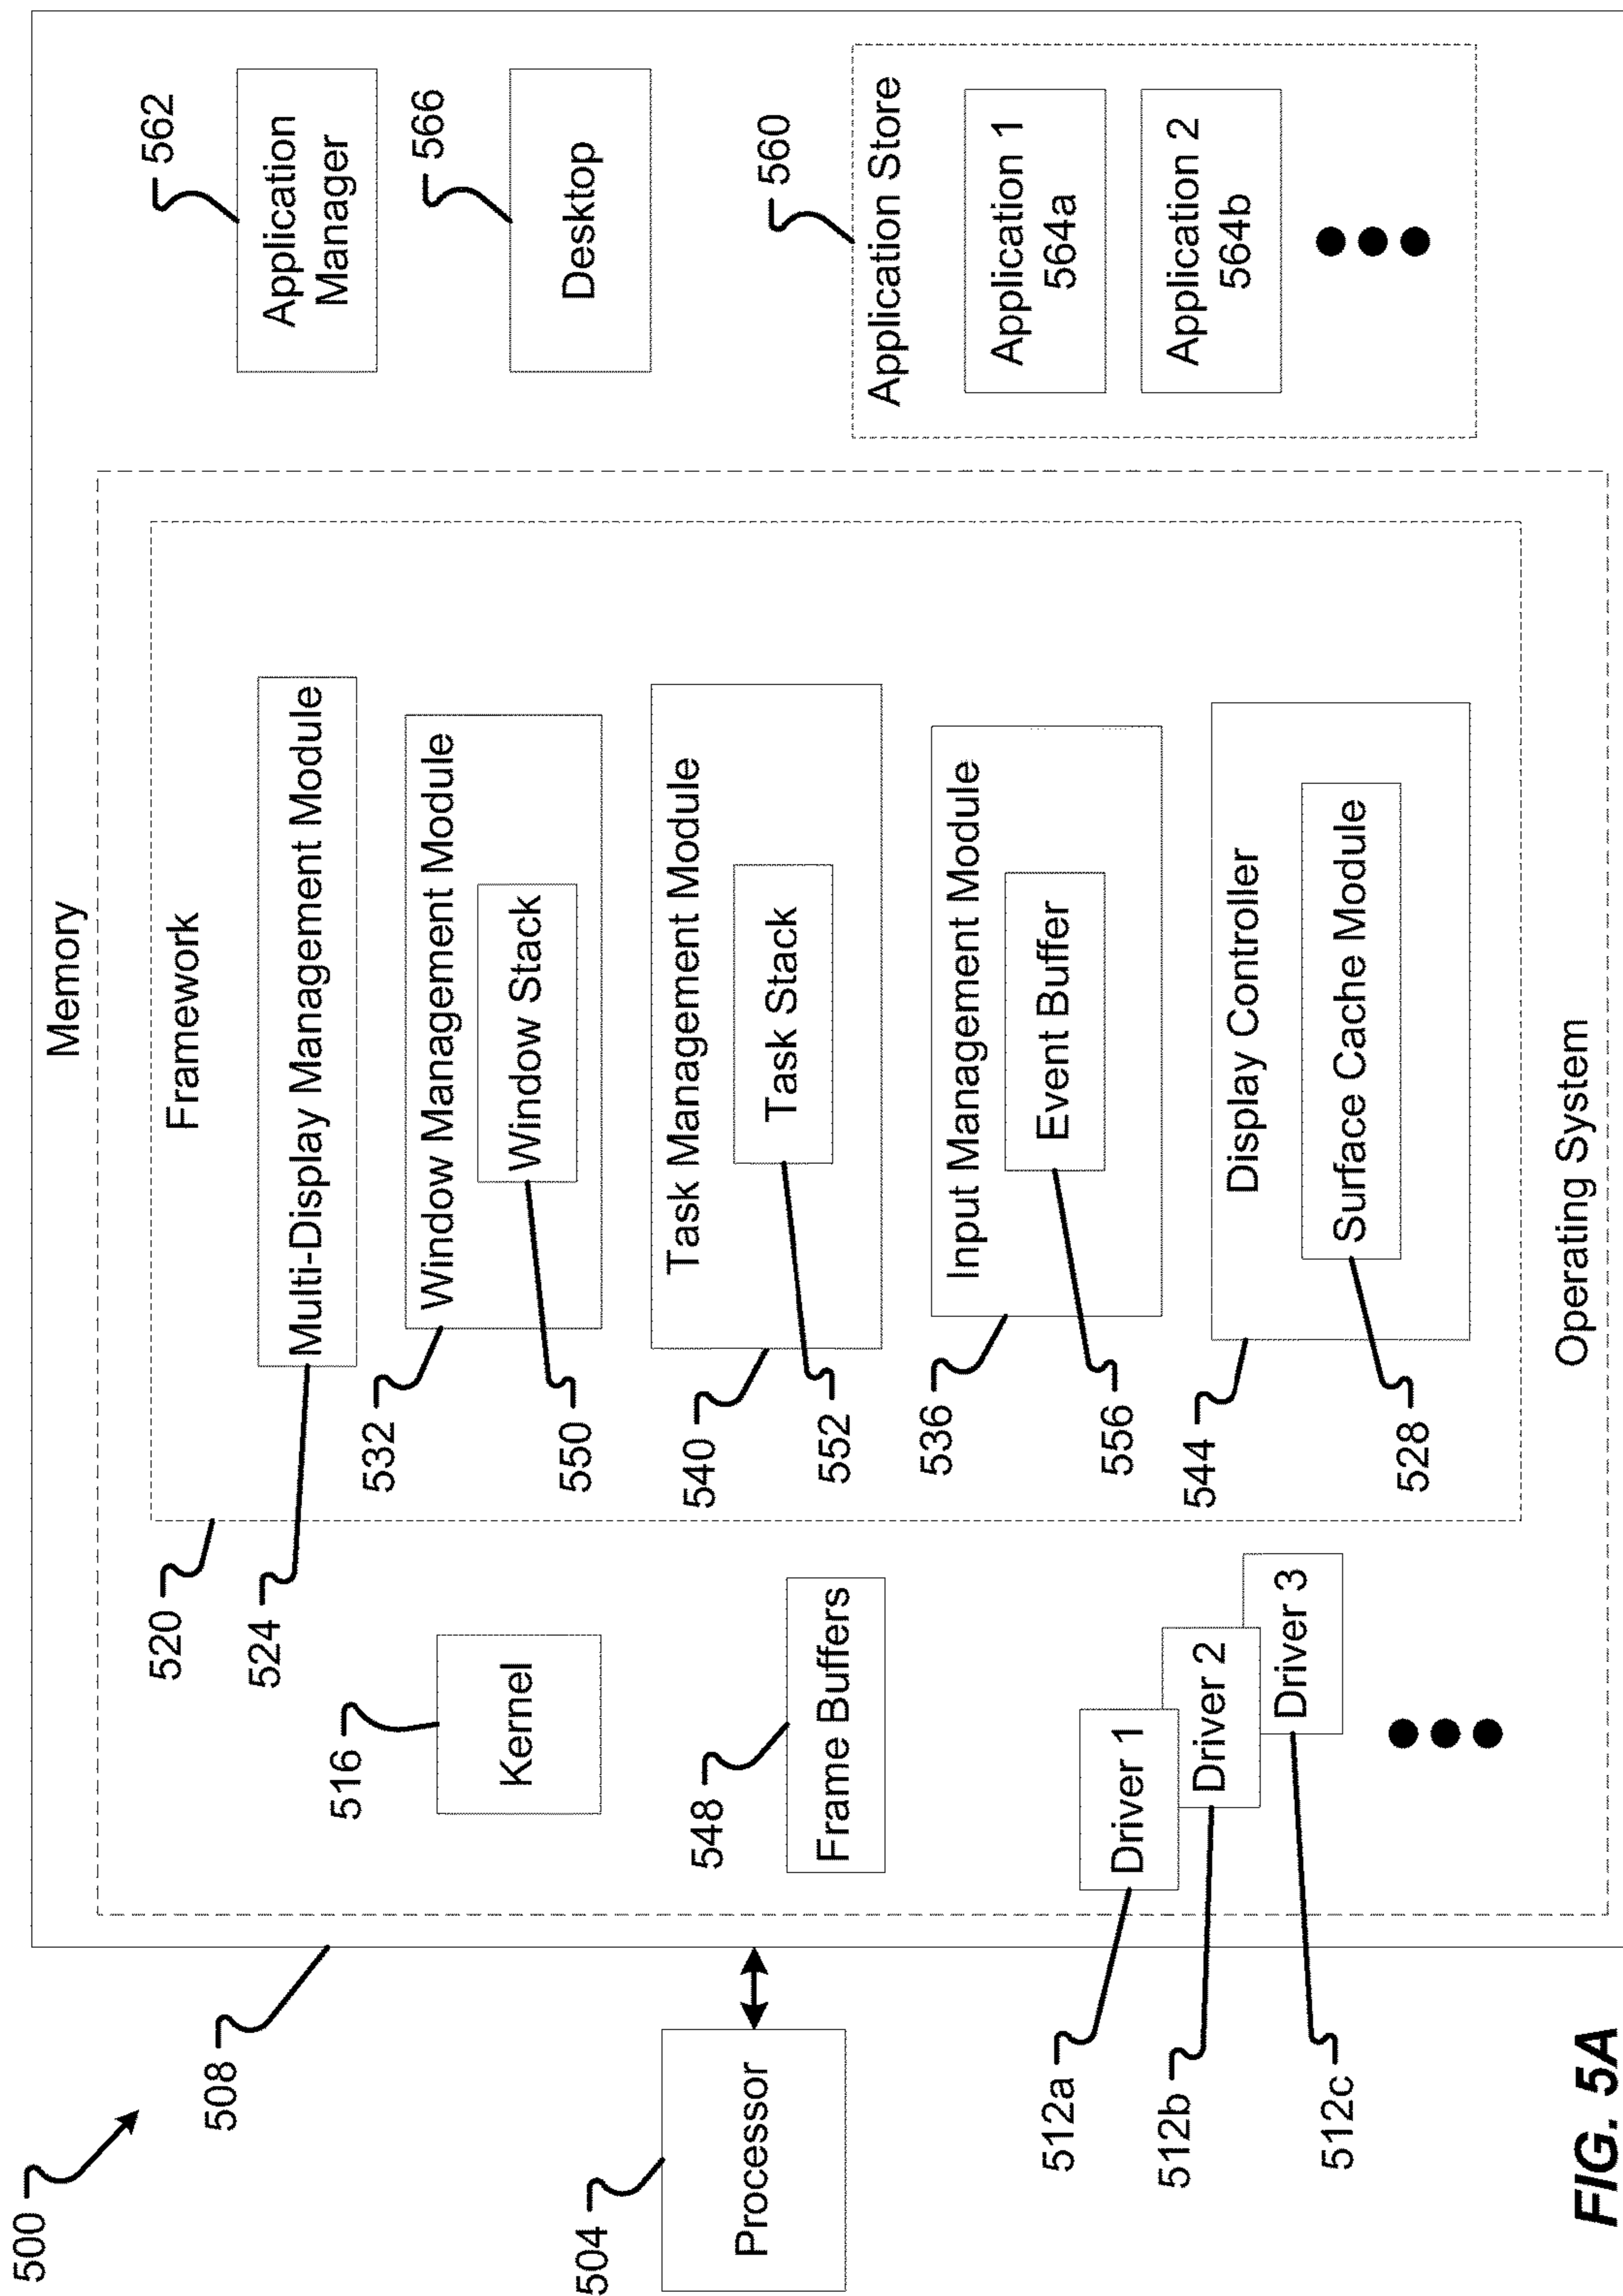 500
508
Memory
504
Processor
Operating System
516
Kernel
548
Frame Buffers
512a
Driver 1
512b
Driver 2
512c
Driver 3
520
Framework
524
Multi-Display Management Module
532
Window Management Module
550
Window Stack
540
Task Management Module
552
Task Stack
536
Input Management Module
556
Event Buffer
544
Display Controller
528
Surface Cache Module
562
Application
Manager
566
Desktop
560
Application Store
Application 1
564a
Application 2
564b
FIG. 5A